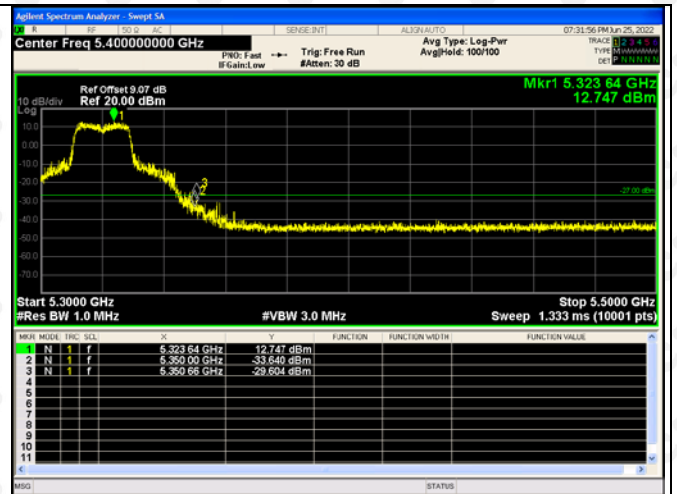 Agilent Spectrum Analyzer - Swept SA
R RF 50 Ω AC SENSE:INT ALIGN AUTO 07:31:56 PM Jun 25, 2022
Center Freq 5.400000000 GHz Avg Type: Log-Pwr TRACE 1 2 3 4 5 6
PNO: Fast Trig: Free Run Avg|Hold: 100/100 TYPE M
IFGain:Low #Atten: 30 dB DET P N N N N N
Mkr1 5.323 64 GHz
Ref Offset 9.07 dB
10 dB/div Ref 20.00 dBm 12.747 dBm
Log
1
10.0
0.00
-10.0
3
-20.0 2 -27.00 dBm
-30.0
-40.0
-50.0
-60.0
-70.0
Start 5.3000 GHz Stop 5.5000 GHz
#Res BW 1.0 MHz #VBW 3.0 MHz Sweep 1.333 ms (10001 pts)
MKR MODE TRC SCL X Y FUNCTION FUNCTION WIDTH FUNCTION VALUE
1 N 1 f 5.323 64 GHz 12.747 dBm
2 N 1 f 5.350 00 GHz -33.640 dBm
3 N 1 f 5.350 66 GHz -29.604 dBm
4
5
6
7
8
9
10
11
MSG STATUS